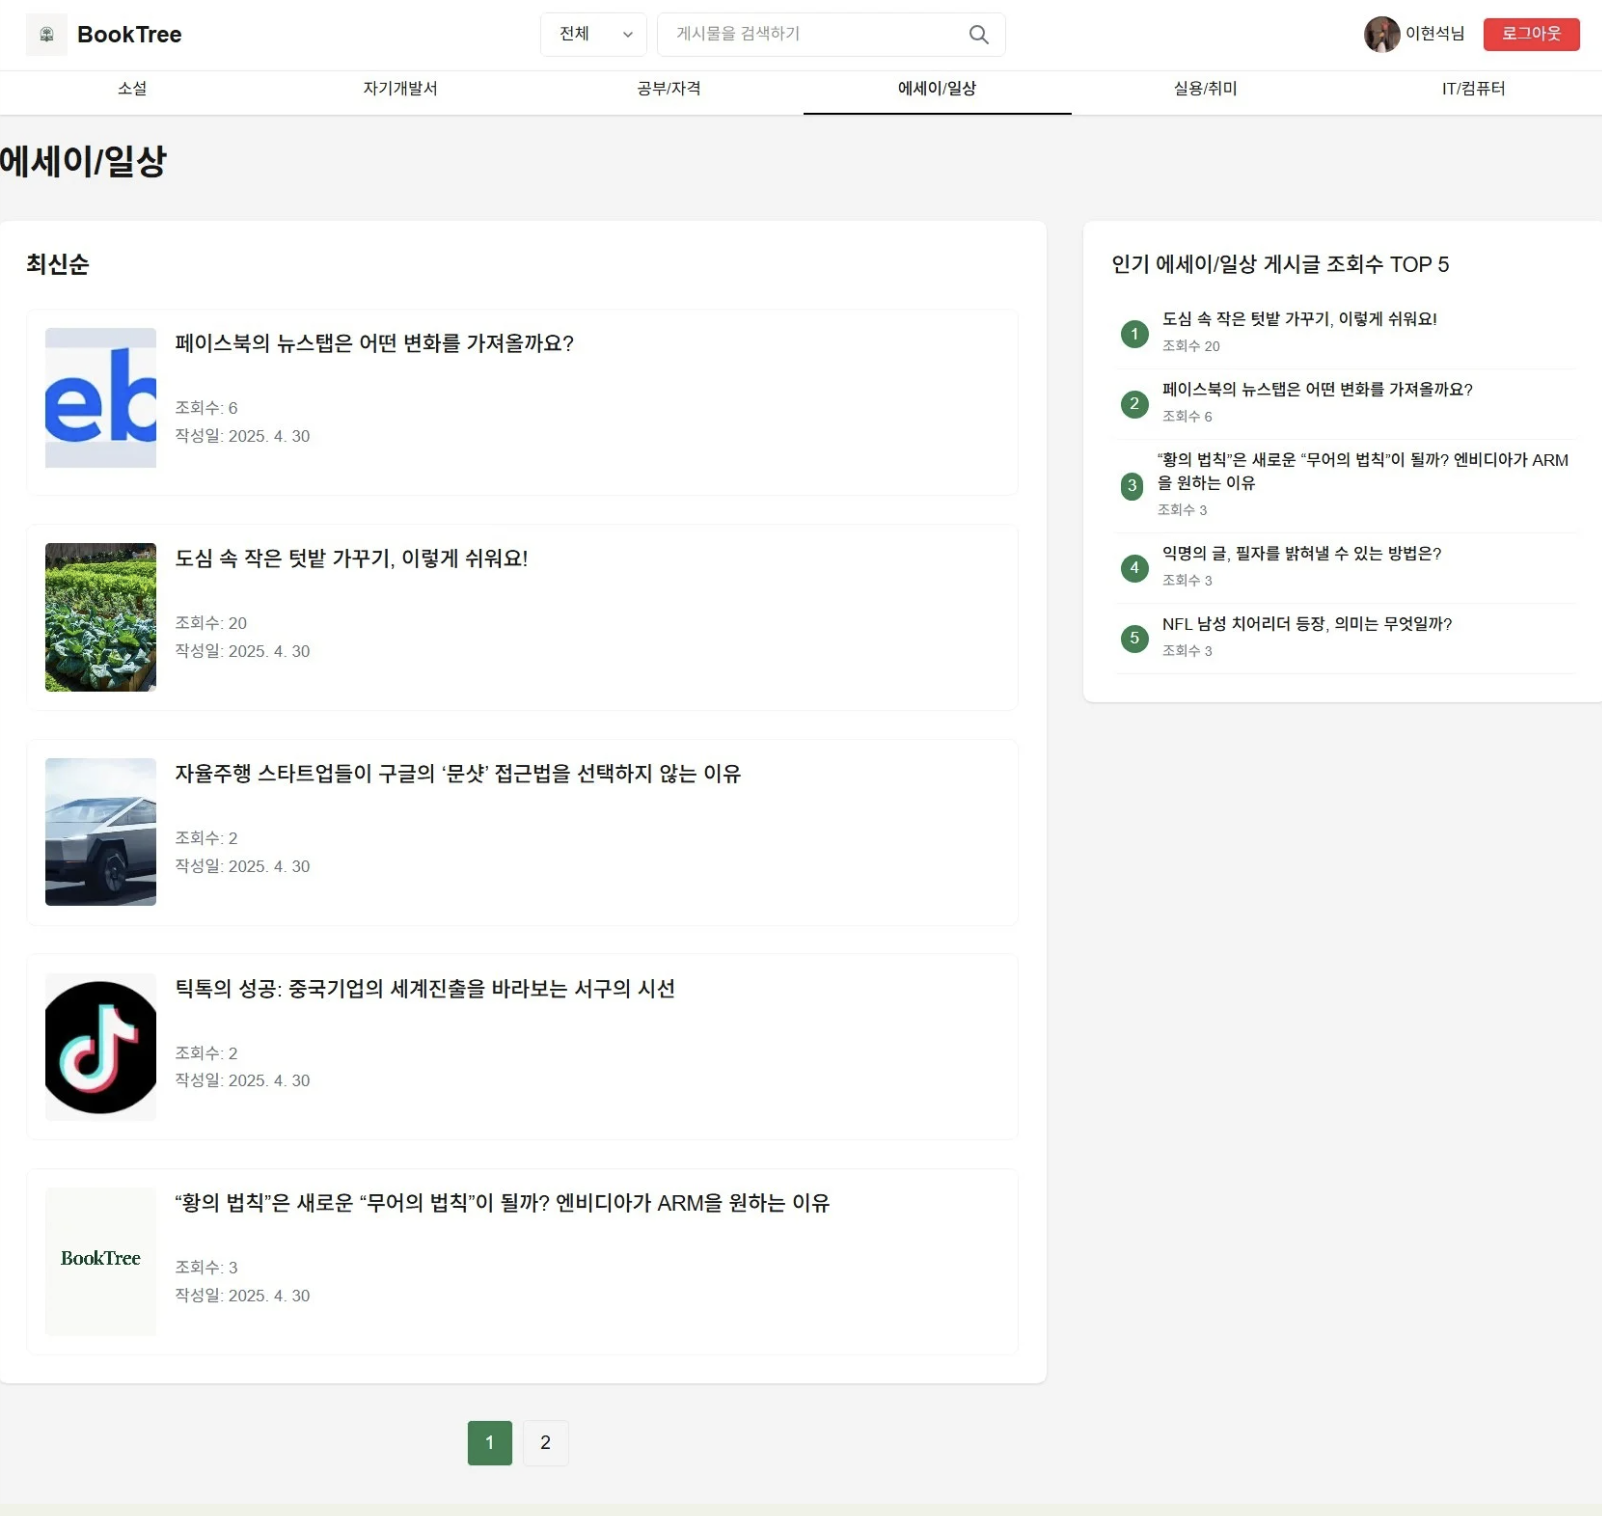 BookTree
전체
게시물을 검색하기
이현석님
로그아웃
소설
자기개발서
공부/자격
에세이/일상
실용/취미
IT/컴퓨터
에세이/일상
최신순
페이스북의 뉴스탭은 어떤 변화를 가져올까요?
조회수: 6
작성일: 2025. 4. 30
도심 속 작은 텃밭 가꾸기, 이렇게 쉬워요!
조회수: 20
작성일: 2025. 4. 30
자율주행 스타트업들이 구글의 ‘문샷’ 접근법을 선택하지 않는 이유
조회수: 2
작성일: 2025. 4. 30
틱톡의 성공: 중국기업의 세계진출을 바라보는 서구의 시선
조회수: 2
작성일: 2025. 4. 30
BookTree
“황의 법칙”은 새로운 “무어의 법칙”이 될까? 엔비디아가 ARM을 원하는 이유
조회수: 3
작성일: 2025. 4. 30
1
2
인기 에세이/일상 게시글 조회수 TOP 5
1
도심 속 작은 텃밭 가꾸기, 이렇게 쉬워요!
조회수 20
2
페이스북의 뉴스탭은 어떤 변화를 가져올까요?
조회수 6
3
“황의 법칙”은 새로운 “무어의 법칙”이 될까? 엔비디아가 ARM
을 원하는 이유
조회수 3
4
익명의 글, 필자를 밝혀낼 수 있는 방법은?
조회수 3
5
NFL 남성 치어리더 등장, 의미는 무엇일까?
조회수 3